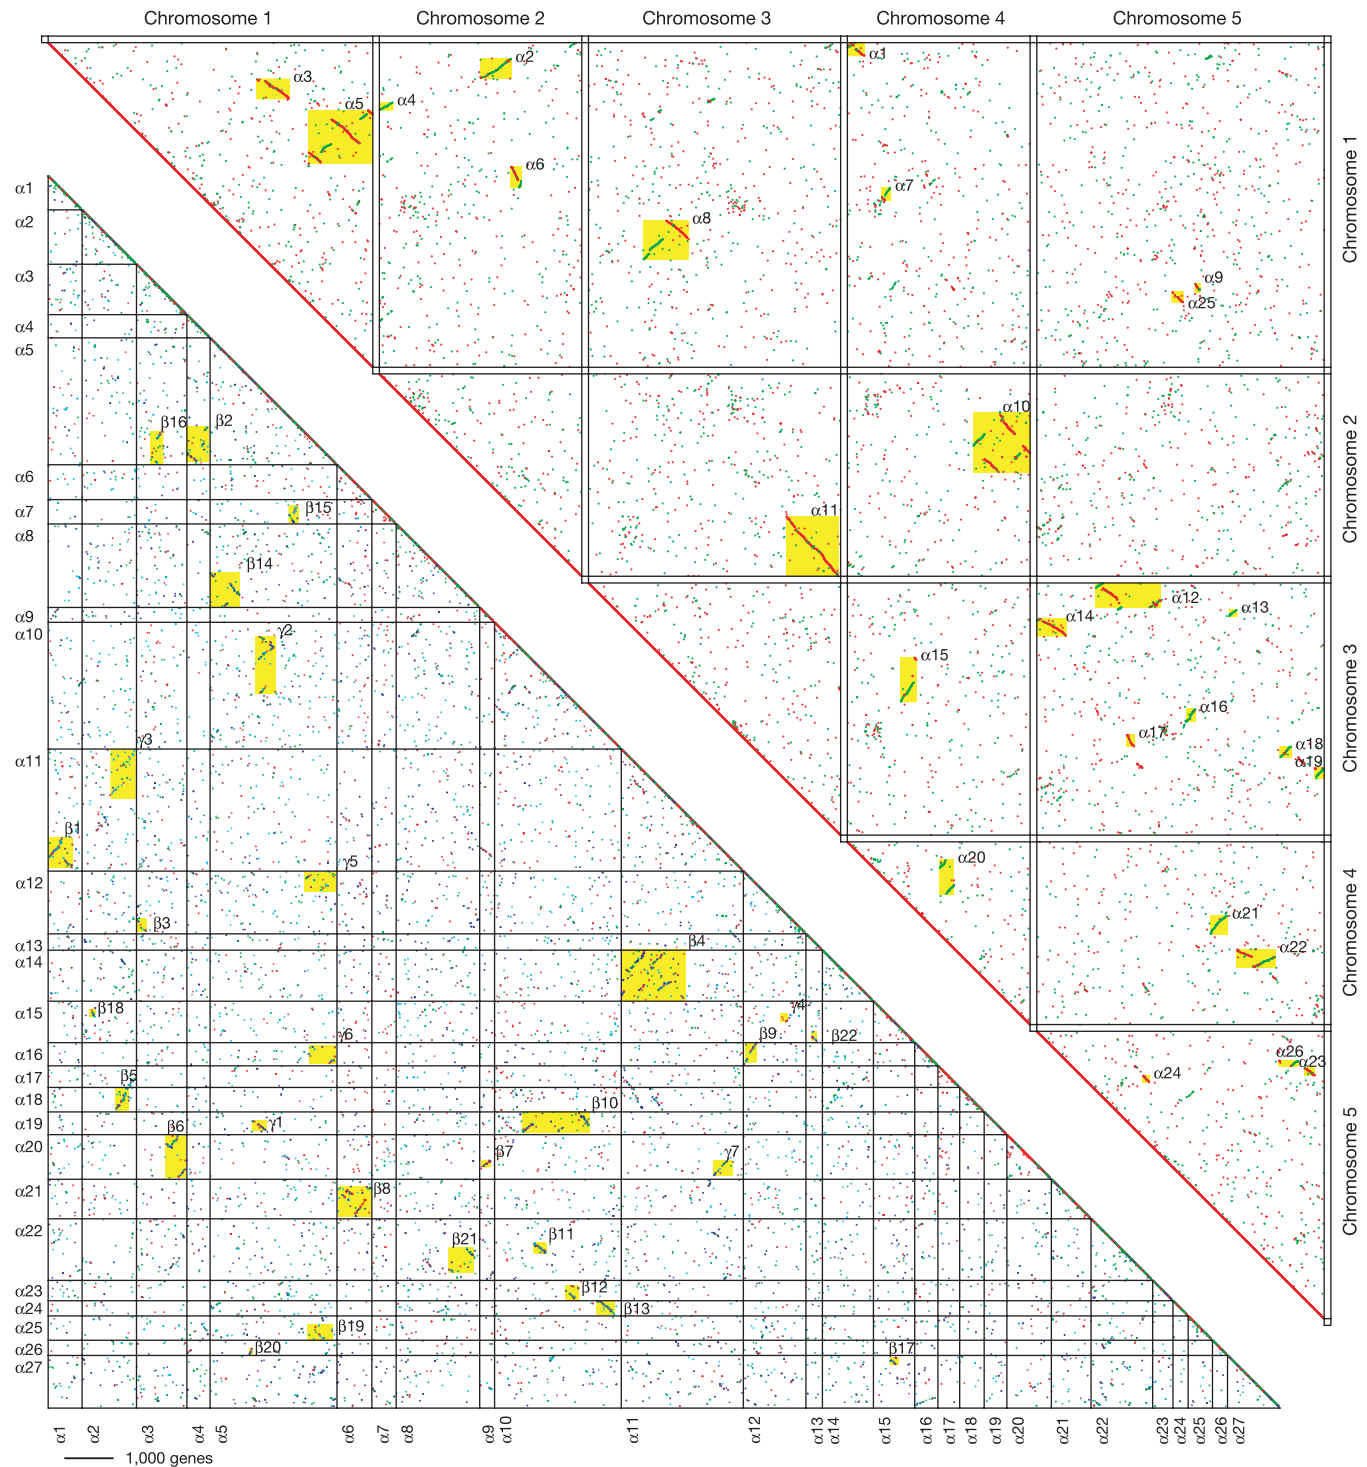 Chromosome 1 Chromosome 2 Chromosome 3 Chromosome 4 Chromosome 5
α1
α2
α3
α4
α5
α6
α7
α8
α9
α25
Chromosome 1
α10
α11
Chromosome 2
α12
α13
α14
α15
α16
α17
α18
α19
Chromosome 3
α20
α21
α22
Chromosome 4
α26
α23
α24
Chromosome 5
α1
α2
α3
α4
α5
β16
β2
α6
α7
β15
α8
β14
α9
α10
γ2
γ3
α11
β1
γ5
α12
β3
α13
β4
α14
α15
β18
γ4
γ6
β9
β22
α16
α17
β5
α18
β10
α19
β6
γ1
α20
β7
γ7
α21
β8
α22
β21
β11
α23
β12
α24
β13
α25
β19
α26
β20
β17
α27
α1 α2 α3 α4 α5 α6 α7 α8 α9 α10 α11 α12 α13 α14 α15 α16 α17 α18 α19 α20 α21 α22 α23 α24 α25 α26 α27
1,000 genes